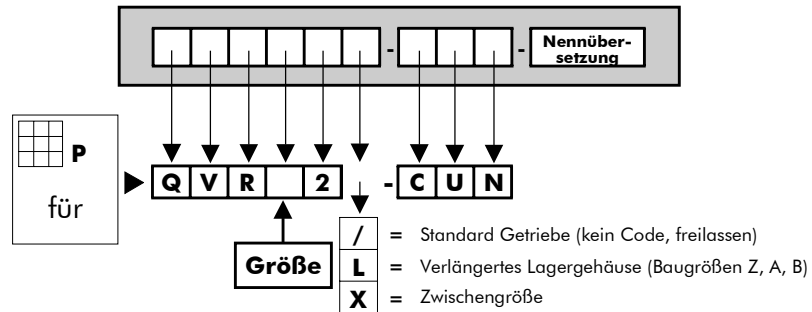 - - Nennüber-
setzung
P
für
Q V R 2 - C U N
Größe
/ = Standard Getriebe (kein Code, freilassen)
L = Verlängertes Lagergehäuse (Baugrößen Z, A, B)
X = Zwischengröße